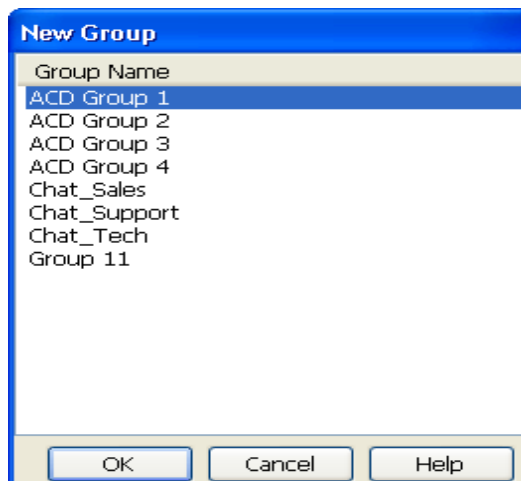 New Group
Group Name
ACD Group 1
ACD Group 2
ACD Group 3
ACD Group 4
Chat_Sales
Chat_Support
Chat_Tech
Group 11
OK Cancel Help